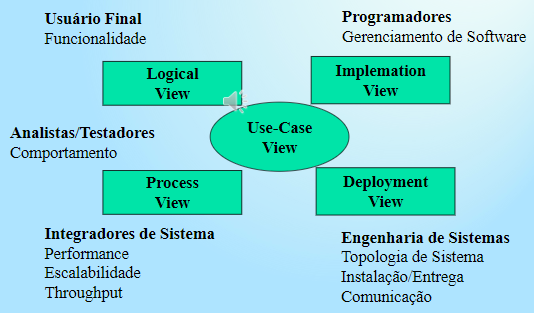 Usuário Final
Funcionalidade
Programadores
Gerenciamento de Software
Logical
View
Implemation
View
Analistas/Testadores
Comportamento
Use-Case
View
Process
View
Deployment
View
Integradores de Sistema
Performance
Escalabilidade
Throughput
Engenharia de Sistemas
Topologia de Sistema
Instalação/Entrega
Comunicação